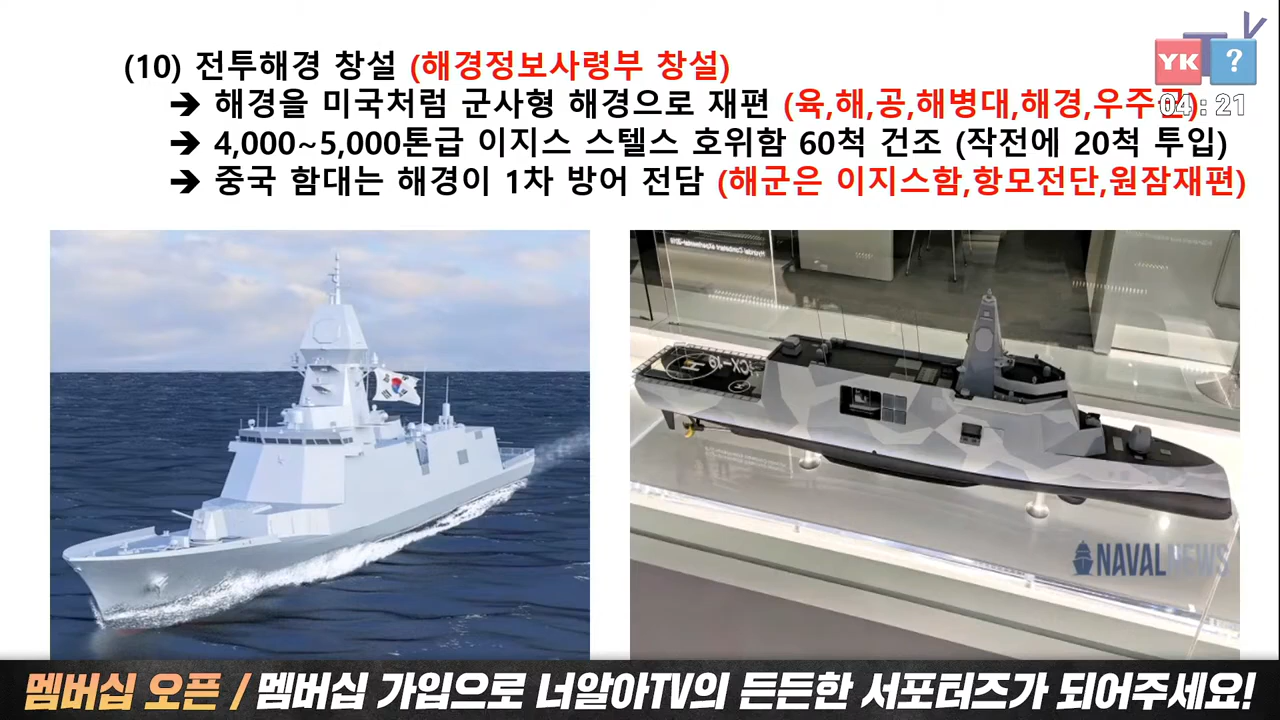 (10) 전투해경 창설 (해경정보사령부 창설)
➔ 해경을 미국처럼 군사형 해경으로 재편 (육,해,공,해병대,해경,우주군)
➔ 4,000~5,000톤급 이지스 스텔스 호위함 60척 건조 (작전에 20척 투입)
➔ 중국 함대는 해경이 1차 방어 전담 (해군은 이지스함,항모전단,원잠재편)
YK TV ?
04:21
CX-19
H
NAVALNEWS
멤버십 오픈 / 멤버십 가입으로 너알아TV의 든든한 서포터즈가 되어주세요!